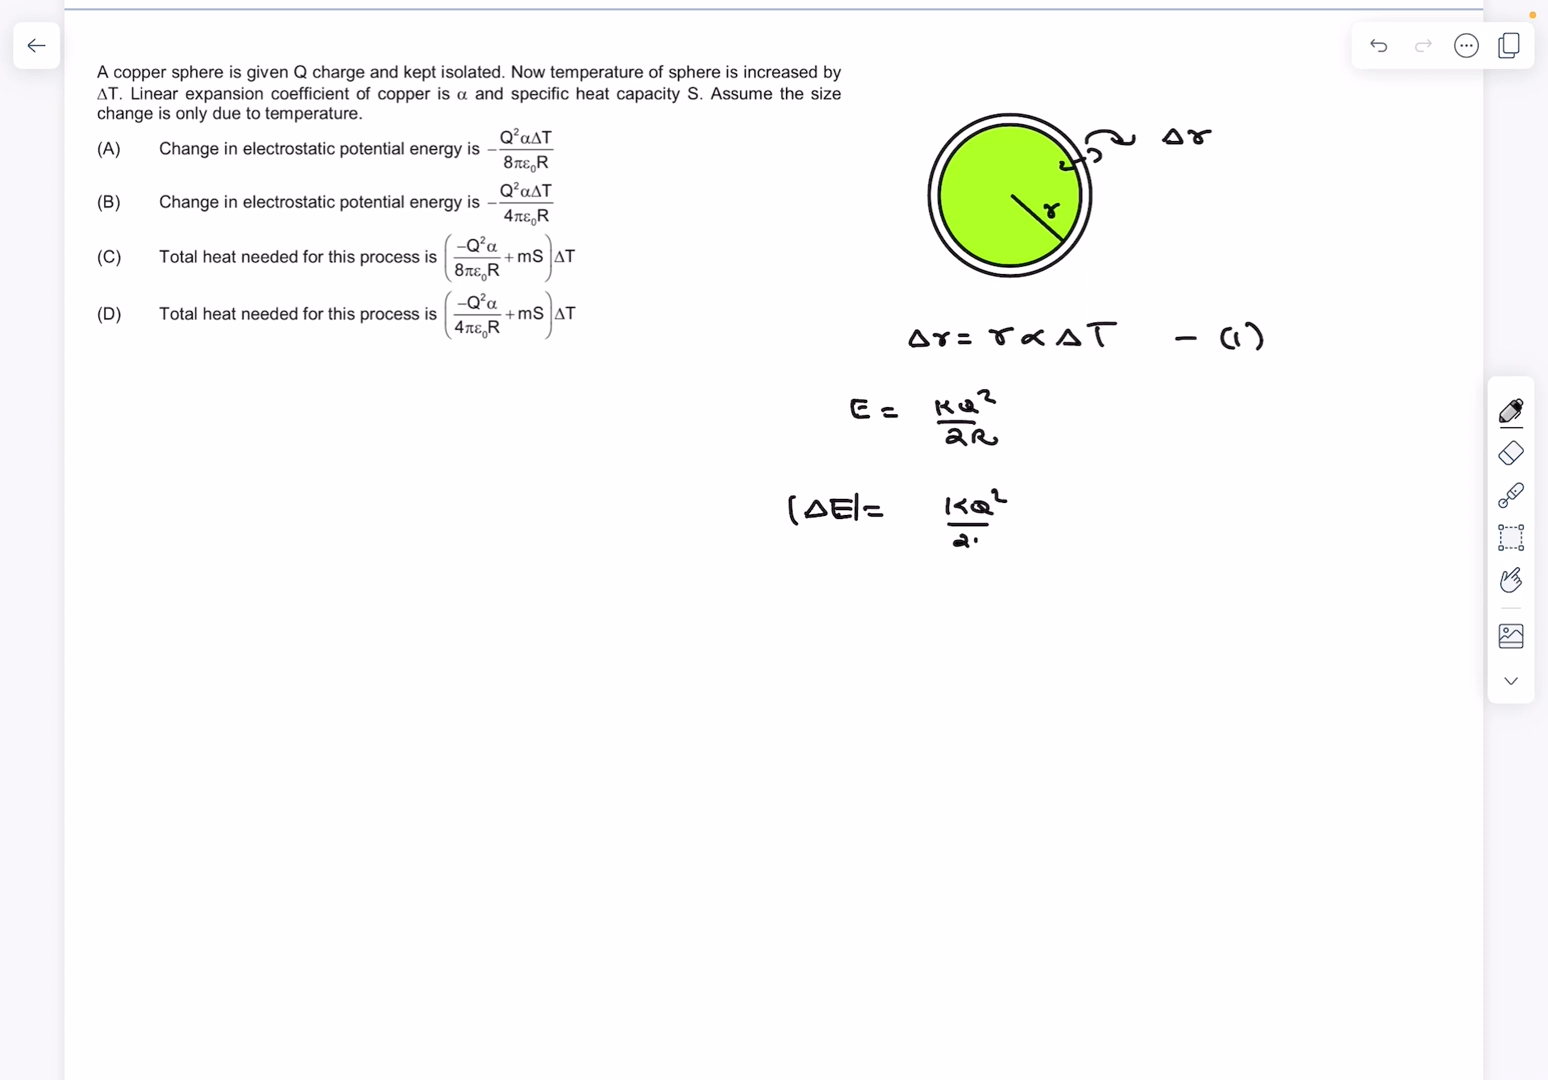 A copper sphere is given Q charge and kept isolated. Now temperature of sphere is increased by
ΔT. Linear expansion coefficient of copper is α and specific heat capacity S. Assume the size
change is only due to temperature.
(A) Change in electrostatic potential energy is −Q²αΔT/8πε₀R
(B) Change in electrostatic potential energy is −Q²αΔT/4πε₀R
(C) Total heat needed for this process is (−Q²α/8πε₀R + mS)ΔT
(D) Total heat needed for this process is (−Q²α/4πε₀R + mS)ΔT
Δr
r
Δr = r∝ΔT — (1)
E = KQ²/2R
|ΔE| = KQ²/2